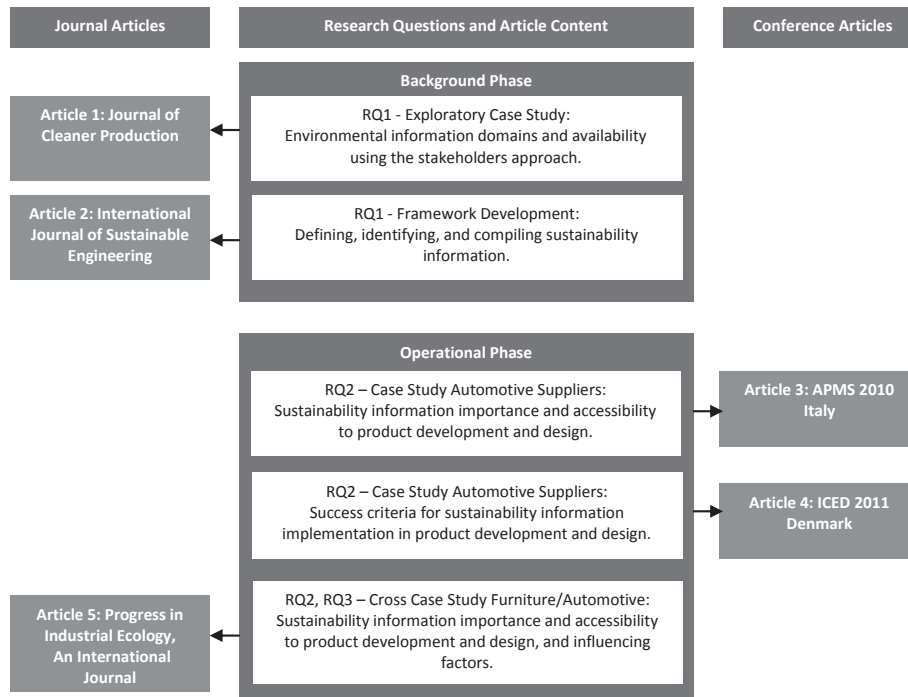 Journal Articles
Research Questions and Article Content
Conference Articles
Background Phase
Article 1: Journal of
Cleaner Production
RQ1 - Exploratory Case Study:
Environmental information domains and availability
using the stakeholders approach.
Article 2: International
Journal of Sustainable
Engineering
RQ1 - Framework Development:
Defining, identifying, and compiling sustainability
information.
Operational Phase
RQ2 – Case Study Automotive Suppliers:
Sustainability information importance and accessibility
to product development and design.
Article 3: APMS 2010
Italy
RQ2 – Case Study Automotive Suppliers:
Success criteria for sustainability information
implementation in product development and design.
Article 4: ICED 2011
Denmark
Article 5: Progress in
Industrial Ecology,
An International
Journal
RQ2, RQ3 – Cross Case Study Furniture/Automotive:
Sustainability information importance and accessibility
to product development and design, and influencing
factors.